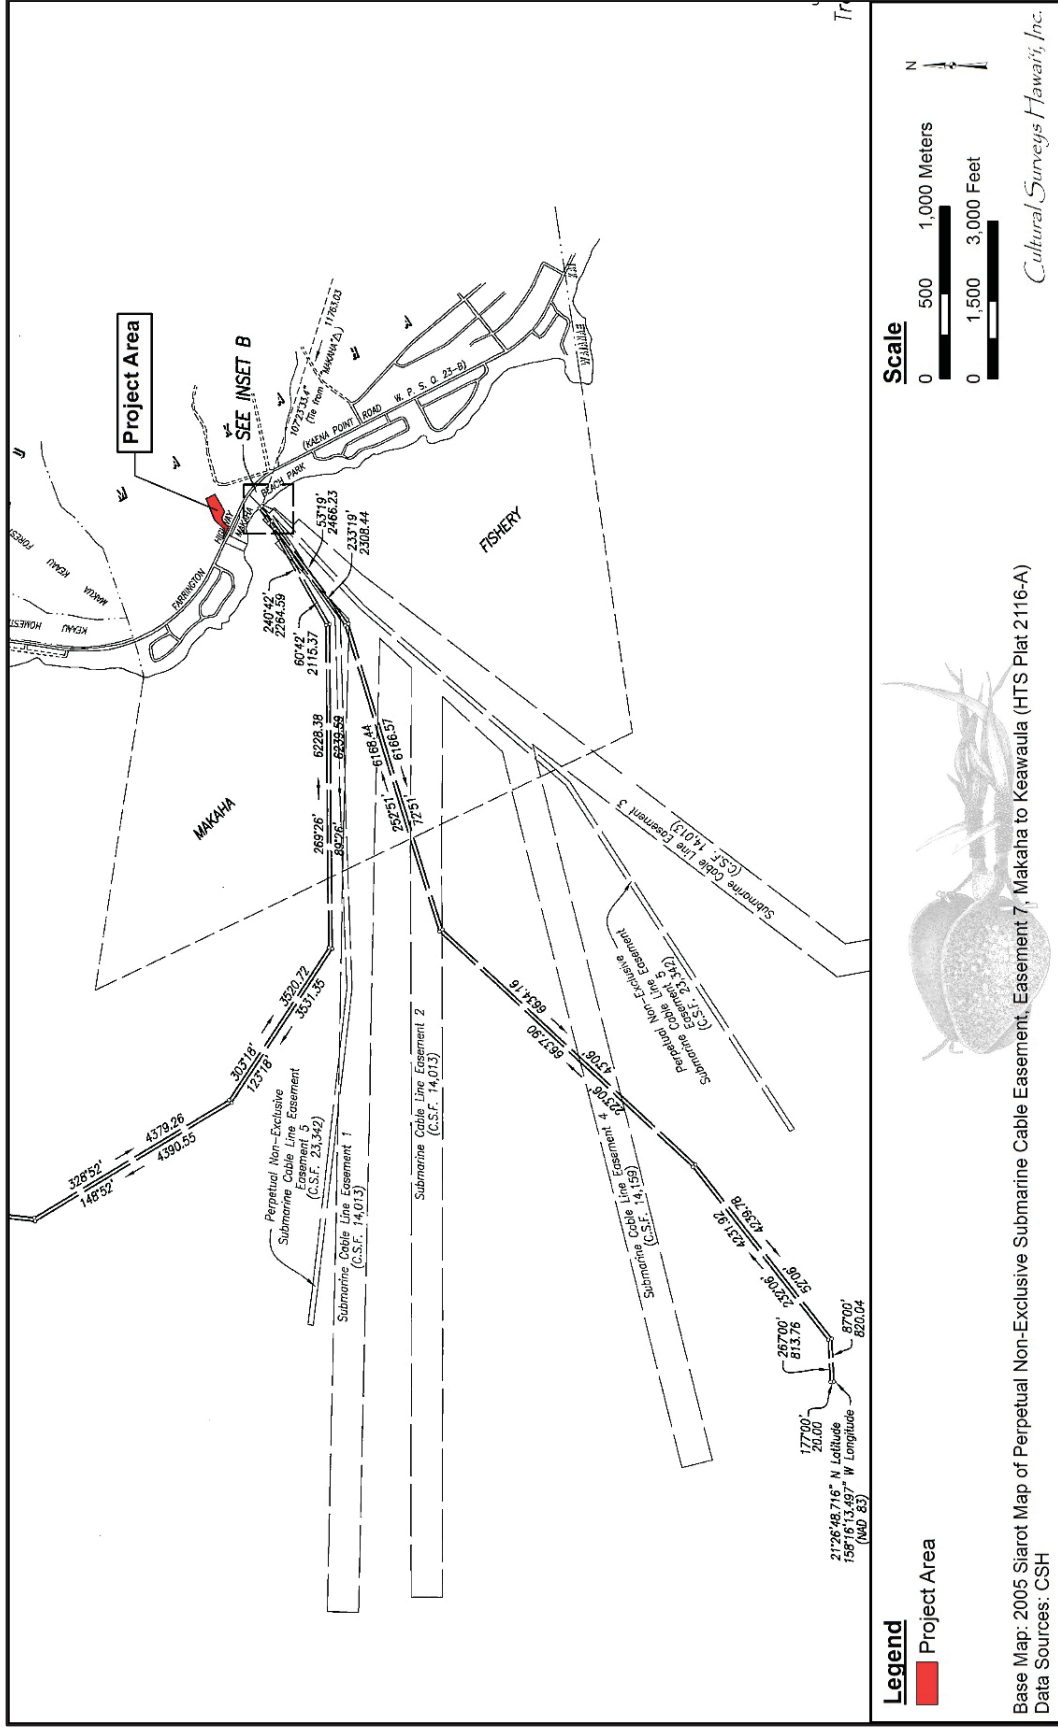 Tr
Project Area
SEE INSET B
KEAAU
HOMEST
MAKUA
KEAAU
FOREST
FARRINGTON
HIGHWAY
MAKAHA
BEACH PARK
(KAENA POINT
ROAD
W. P. S. O. 23-B)
107°23'33.4"
11763.03
(Tie from
"MAKAHA" △)
WAIANAE
KAI
MAKAHA
FISHERY
53°19'
2466.23
233°19'
2308.44
240°42'
2264.59
60°42'
2115.37
269°26'
6228.38
89°26'
6239.59
252°51'
6168.44
72°51'
6166.57
303°18'
3520.72
123°18'
3531.35
328°52'
4379.26
148°52'
4390.55
Perpetual Non-Exclusive
Submarine Cable Line Easement
Easement 5
(C.S.F. 23,342)
Submarine Cable Line Easement 1
(C.S.F. 14,013)
Submarine Cable Line Easement 2
(C.S.F. 14,013)
Submarine Cable Line Easement 3
(C.S.F. 14,013)
Submarine Cable Line Easement 4
(C.S.F. 14,159)
Perpetual Non-Exclusive
Submarine Cable Line Easement
Easement 5
(C.S.F. 23,342)
6634.16
43°06'
6637.90
223°06'
4239.78
52°06'
4231.92
232°06'
267°00'
813.76
87°00'
820.04
177°00'
20.00
21°26'48.716" N Latitude
158°16'13.497" W Longitude
(NAD 83)
Legend
Project Area
Scale
0 500 1,000 Meters
0 1,500 3,000 Feet
N
Base Map: 2005 Siarot Map of Perpetual Non-Exclusive Submarine Cable Easement, Easement 7, Makaha to Keawaula (HTS Plat 2116-A)
Data Sources: CSH
Cultural Surveys Hawai'i, Inc.